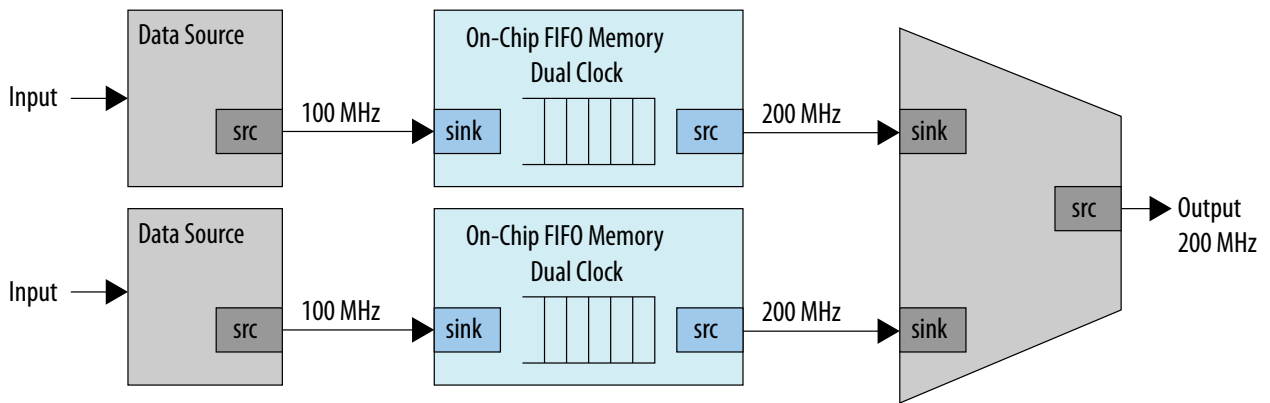 Data Source
Input
src
100 MHz
On-Chip FIFO Memory
Dual Clock
sink
src
200 MHz
sink
Data Source
Input
src
100 MHz
On-Chip FIFO Memory
Dual Clock
sink
src
200 MHz
sink
src
Output
200 MHz